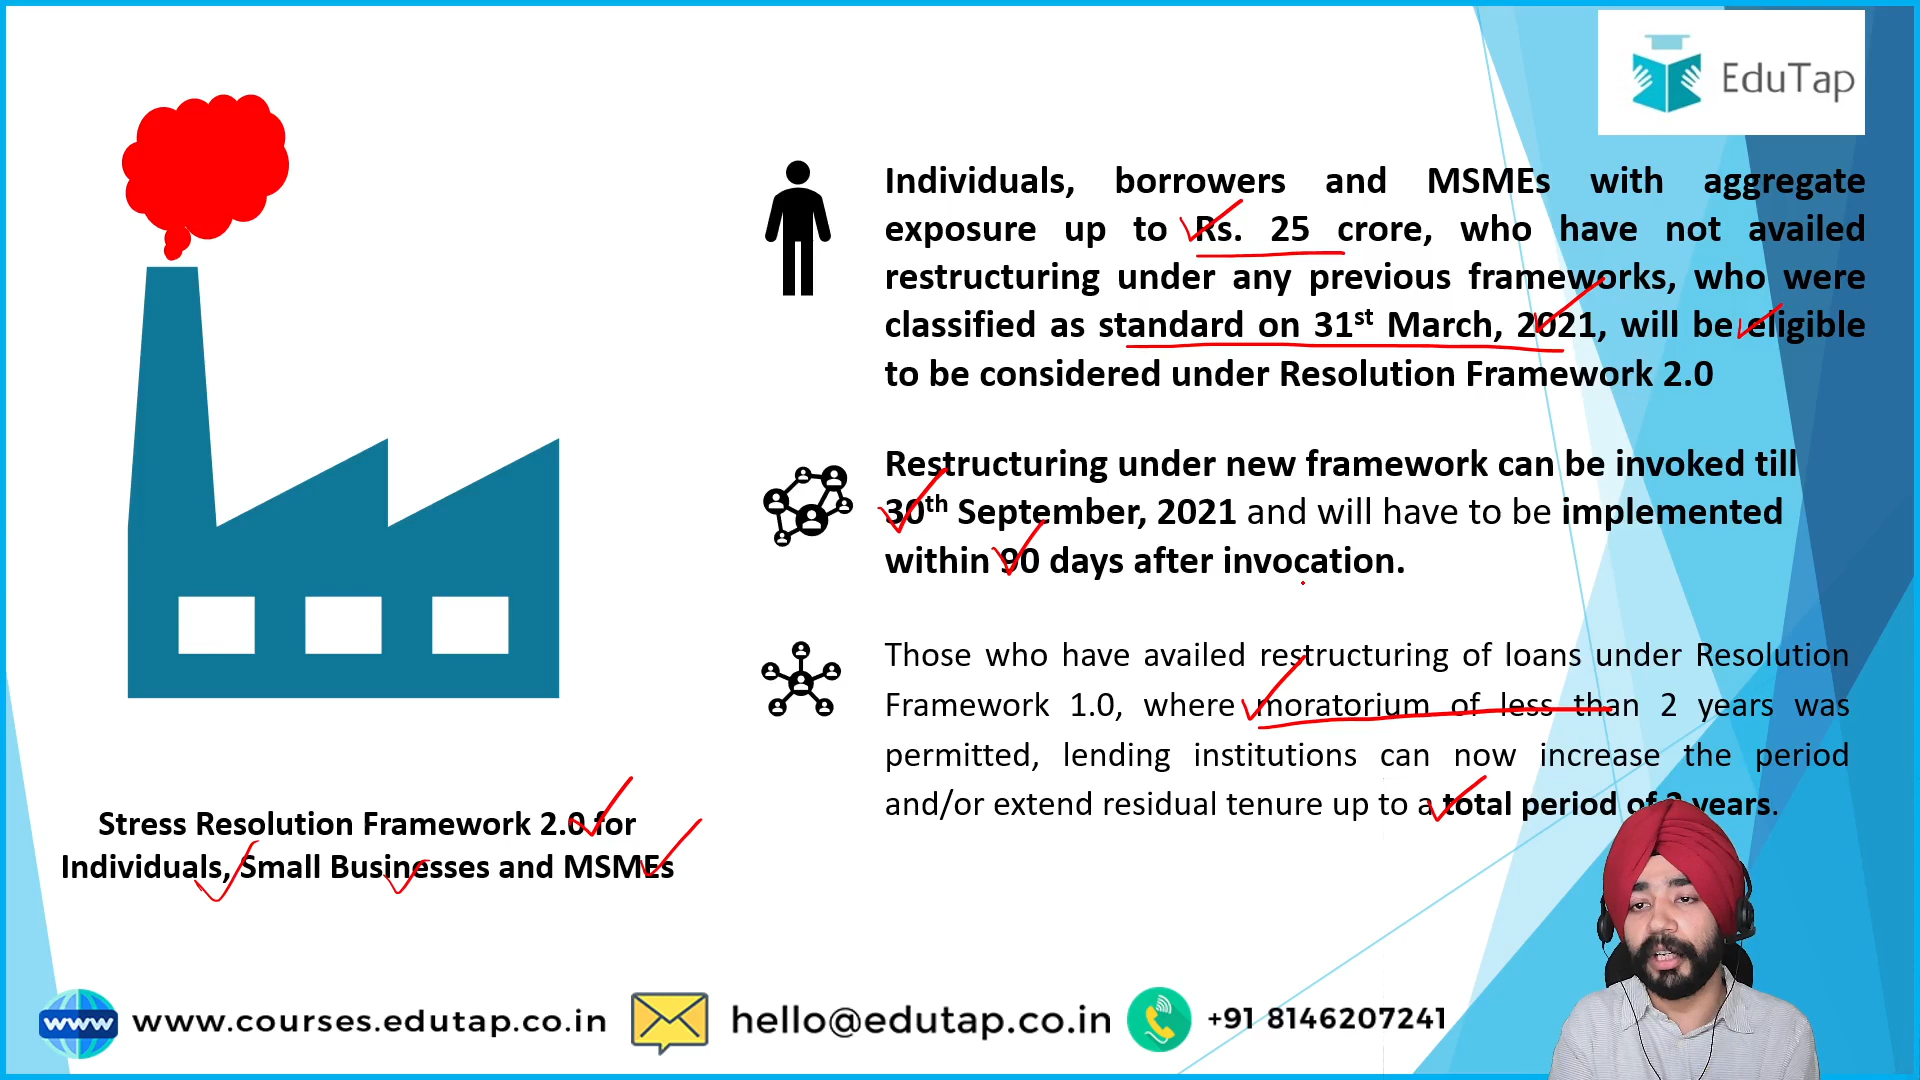 EduTap
Individuals, borrowers and MSMEs with aggregate
exposure up to Rs. 25 crore, who have not availed
restructuring under any previous frameworks, who were
classified as standard on 31st March, 2021, will be eligible
to be considered under Resolution Framework 2.0
Restructuring under new framework can be invoked till
30th September, 2021 and will have to be implemented
within 90 days after invocation.
Those who have availed restructuring of loans under Resolution
Framework 1.0, where moratorium of less than 2 years was
permitted, lending institutions can now increase the period
and/or extend residual tenure up to a total period of years.
Stress Resolution Framework 2.0 for
Individuals, Small Businesses and MSMEs
www www.courses.edutap.co.in hello@edutap.co.in +91 8146207241